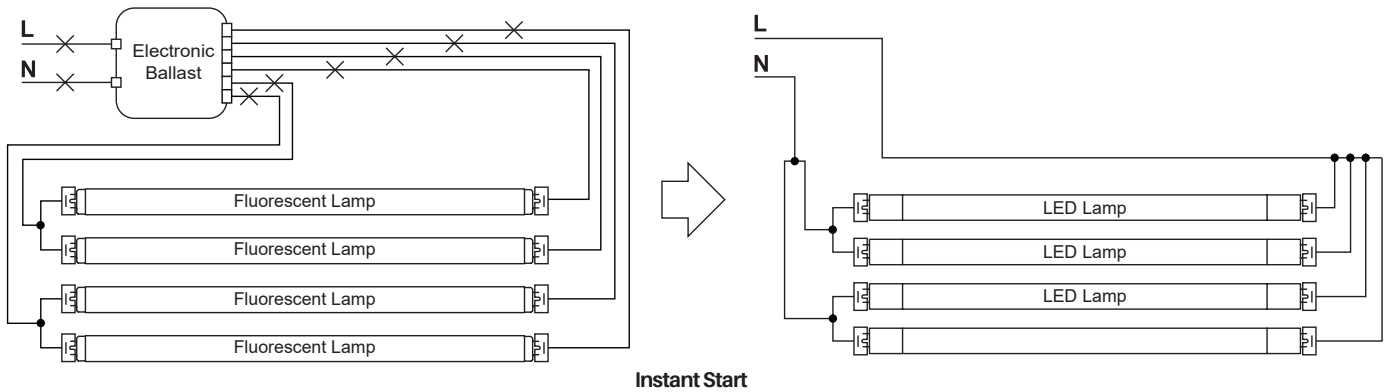 L
N
Electronic
Ballast
Fluorescent Lamp
Fluorescent Lamp
Fluorescent Lamp
Fluorescent Lamp
L
N
LED Lamp
LED Lamp
LED Lamp
Instant Start